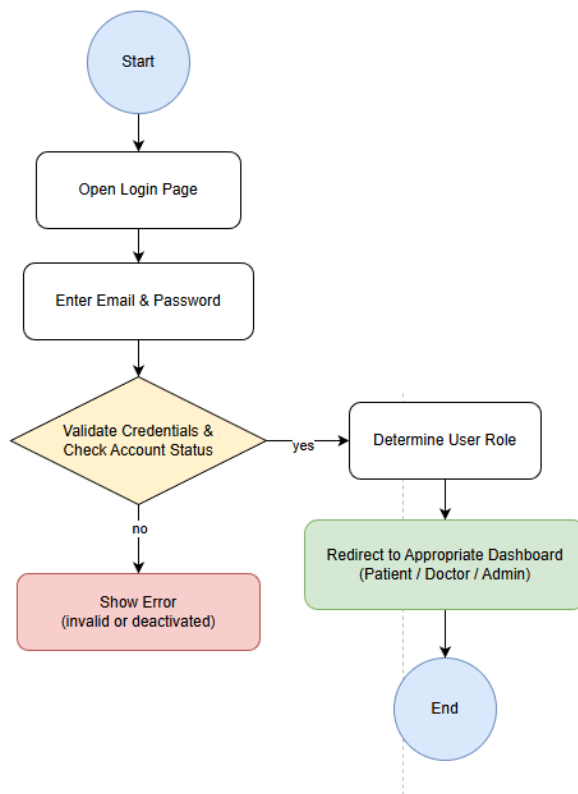 Start
Open Login Page
Enter Email & Password
Validate Credentials &
Check Account Status
yes
Determine User Role
no
Redirect to Appropriate Dashboard
(Patient / Doctor / Admin)
Show Error
(invalid or deactivated)
End